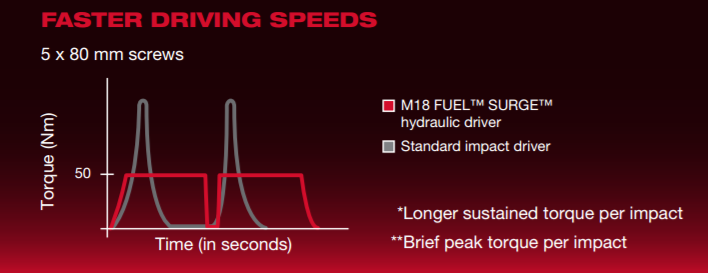 FASTER DRIVING SPEEDS
5 x 80 mm screws
Torque (Nm)
50
Time (in seconds)
M18 FUEL™ SURGE™
hydraulic driver
Standard impact driver
*Longer sustained torque per impact
**Brief peak torque per impact